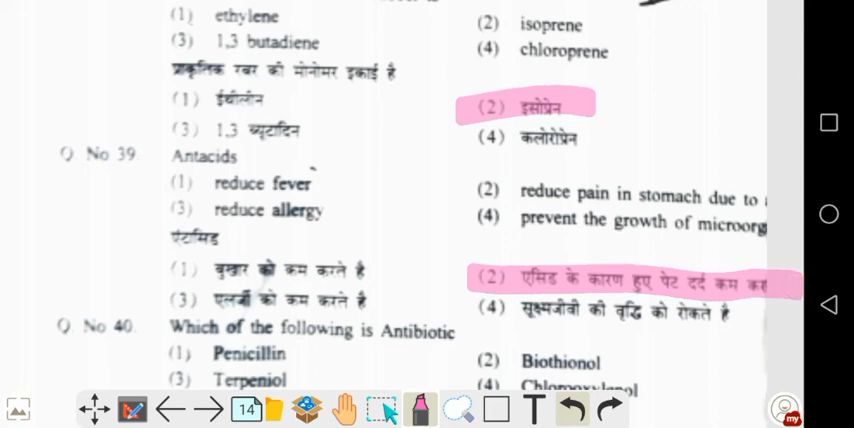 (1) ethylene (2) isoprene
(3) 1,3 butadiene (4) chloroprene
प्राकृतिक रबर की मोनोमर इकाई है
(1) ईथीलीन (2) इसोप्रेन
(3) 1,3 ब्यूटादिन (4) कलोरोप्रेन
Q. No 39 Antacids
(1) reduce fever (2) reduce pain in stomach due to
(3) reduce allergy (4) prevent the growth of microorg
एंटासिड
(1) बुखार को कम करते है (2) एसिड के कारण हुए पेट दर्द कम कर
(3) एलर्जी को कम करते है (4) सूक्ष्मजीवी की वृद्धि को रोकते है
Q. No 40. Which of the following is Antibiotic
(1) Penicillin (2) Biothionol
(3) Terpeniol (4)
14
T
my